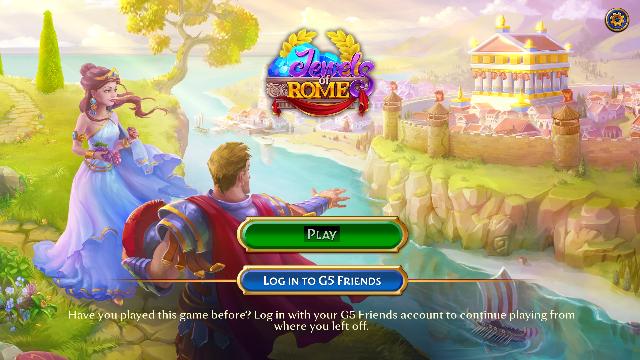 Jewels
of
ROME
PLAY
LOG IN TO G5 FRIENDS
Have you played this game before? Log in with your G5 Friends account to continue playing from
where you left off.